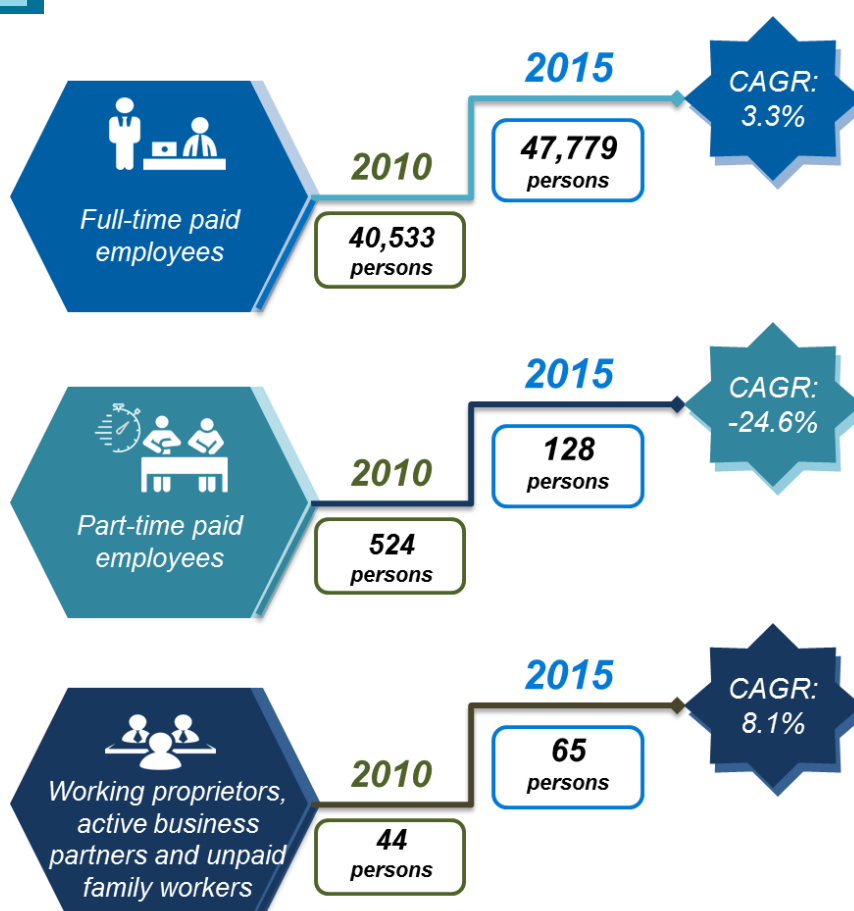 Full-time paid
employees
2010
40,533
persons
2015
47,779
persons
CAGR:
3.3%
Part-time paid
employees
2010
524
persons
2015
128
persons
CAGR:
-24.6%
Working proprietors,
active business
partners and unpaid
family workers
2010
44
persons
2015
65
persons
CAGR:
8.1%